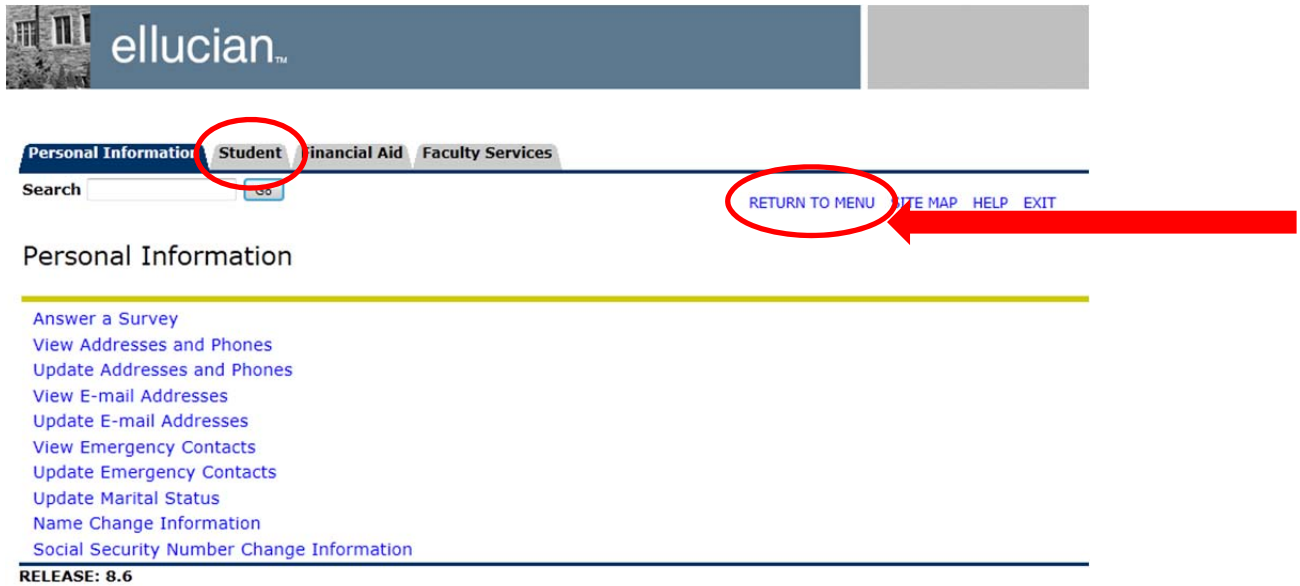 ellucian™
Personal Information Student Financial Aid Faculty Services
Search Go
RETURN TO MENU SITE MAP HELP EXIT
Personal Information
Answer a Survey
View Addresses and Phones
Update Addresses and Phones
View E-mail Addresses
Update E-mail Addresses
View Emergency Contacts
Update Emergency Contacts
Update Marital Status
Name Change Information
Social Security Number Change Information
RELEASE: 8.6